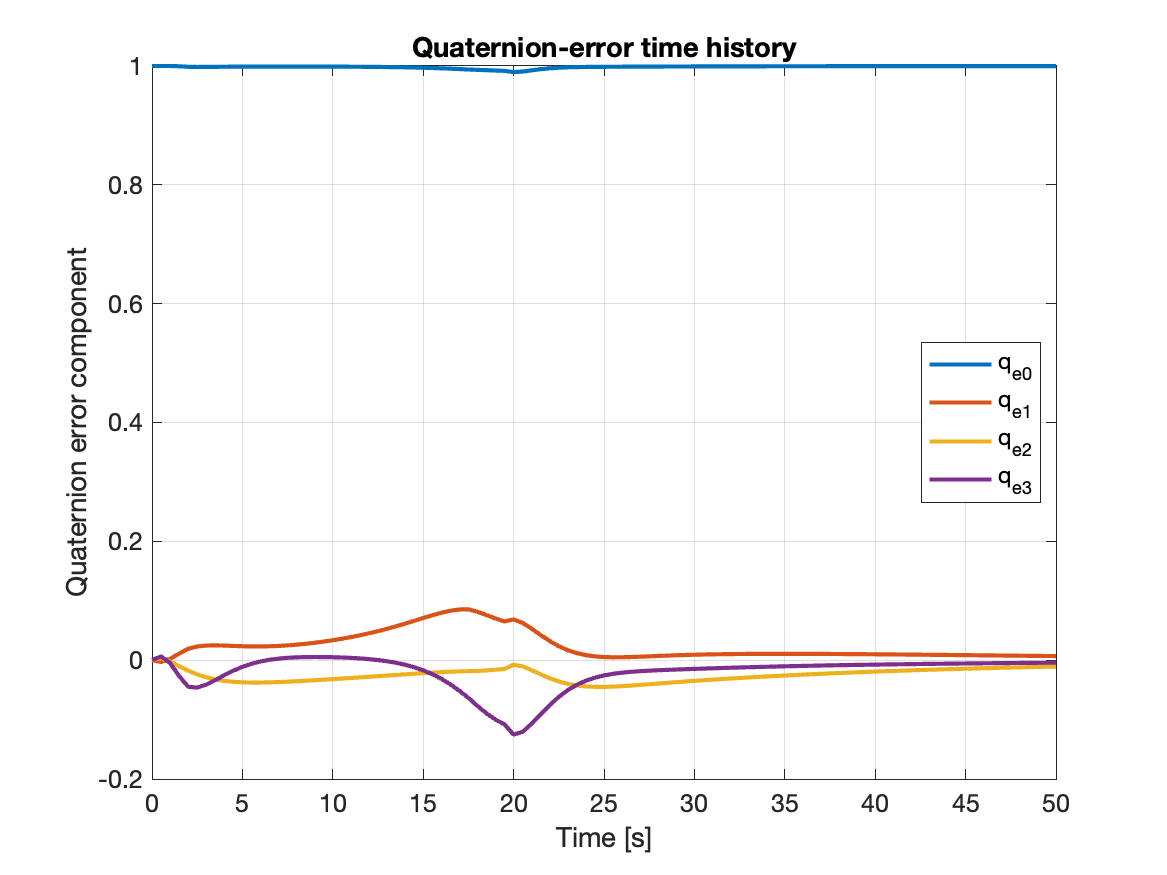 Quaternion-error time history
1
0.8
0.6
0.4
0.2
0
-0.2
Quaternion error component
q_e0
q_e1
q_e2
q_e3
0 5 10 15 20 25 30 35 40 45 50
Time [s]